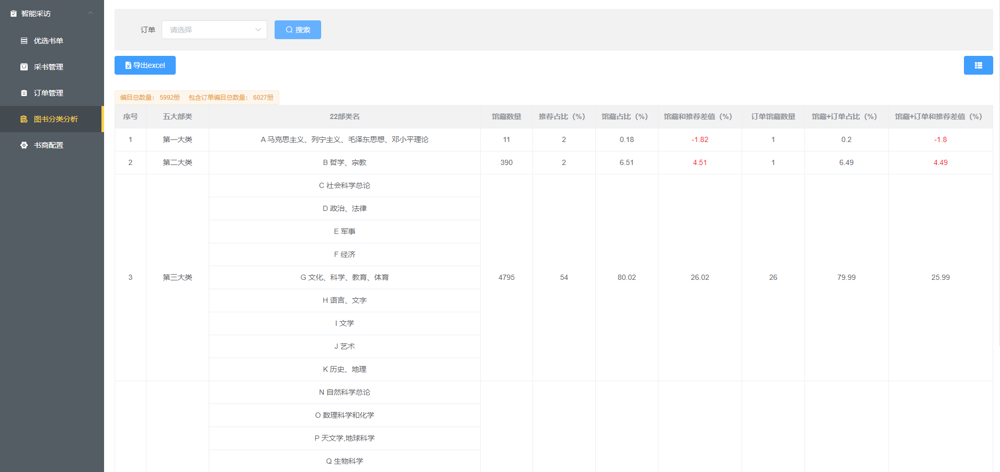 智能采访
优选书单
采书管理
订单管理
图书分类分析
书商配置
订单 请选择 搜索
导出excel
编目总数量： 5992册 包含订单编目总数量： 6027册
序号 五大部类 22部类名 馆藏数量 推荐占比（%） 馆藏占比（%） 馆藏和推荐差值（%） 订单馆藏数量 馆藏+订单占比（%） 馆藏+订单和推荐差值（%）
1 第一大类 A 马克思主义、列宁主义、毛泽东思想、邓小平理论 11 2 0.18 -1.82 1 0.2 -1.8
2 第二大类 B 哲学、宗教 390 2 6.51 4.51 1 6.49 4.49
C 社会科学总论
D 政治、法律
E 军事
F 经济
3 第三大类 G 文化、科学、教育、体育 4795 54 80.02 26.02 26 79.99 25.99
H 语言、文字
I 文学
J 艺术
K 历史、地理
N 自然科学总论
O 数理科学和化学
P 天文学,地球科学
Q 生物科学